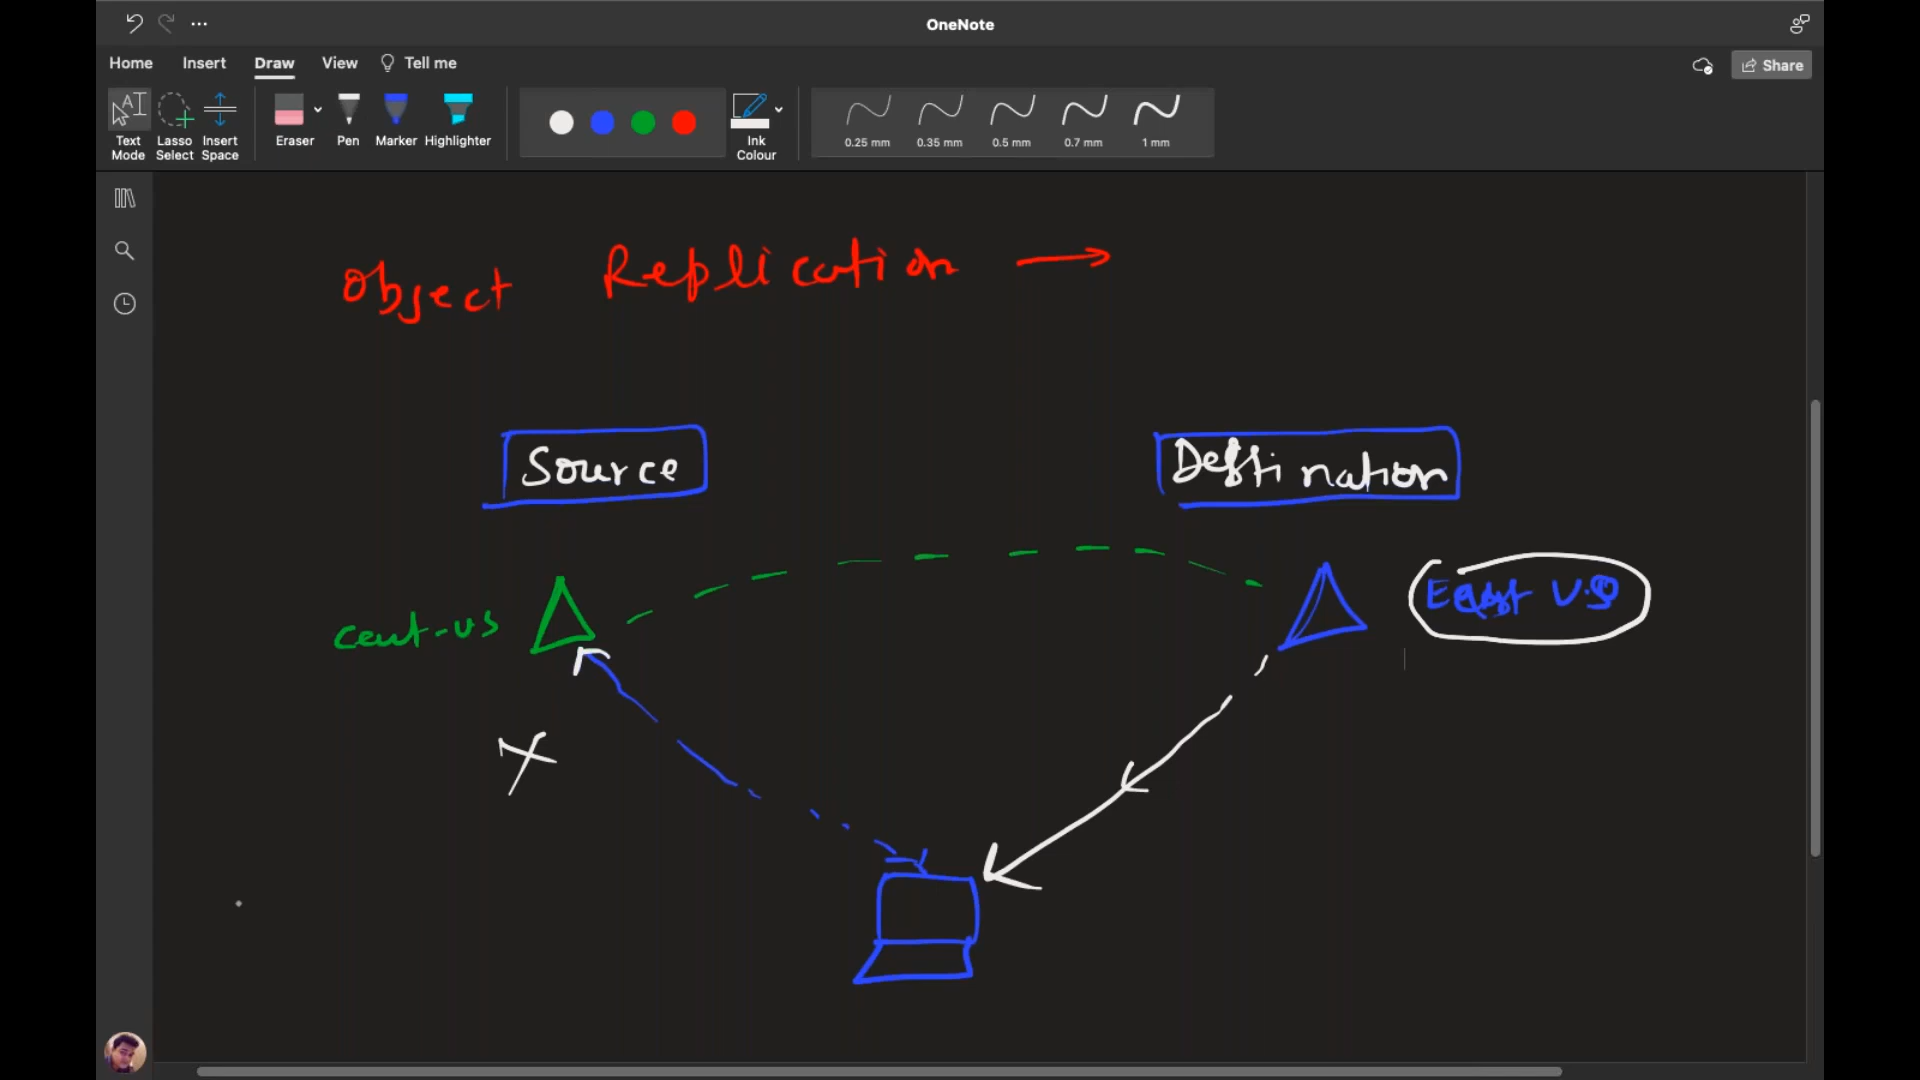 OneNote
Home Insert Draw View Tell me
Share
Text Mode
Lasso Select
Insert Space
Eraser
Pen
Marker
Highlighter
Ink Colour
0.25 mm
0.35 mm
0.5 mm
0.7 mm
1 mm
Object Replication →
Source
Destination
cent-us
East U.S